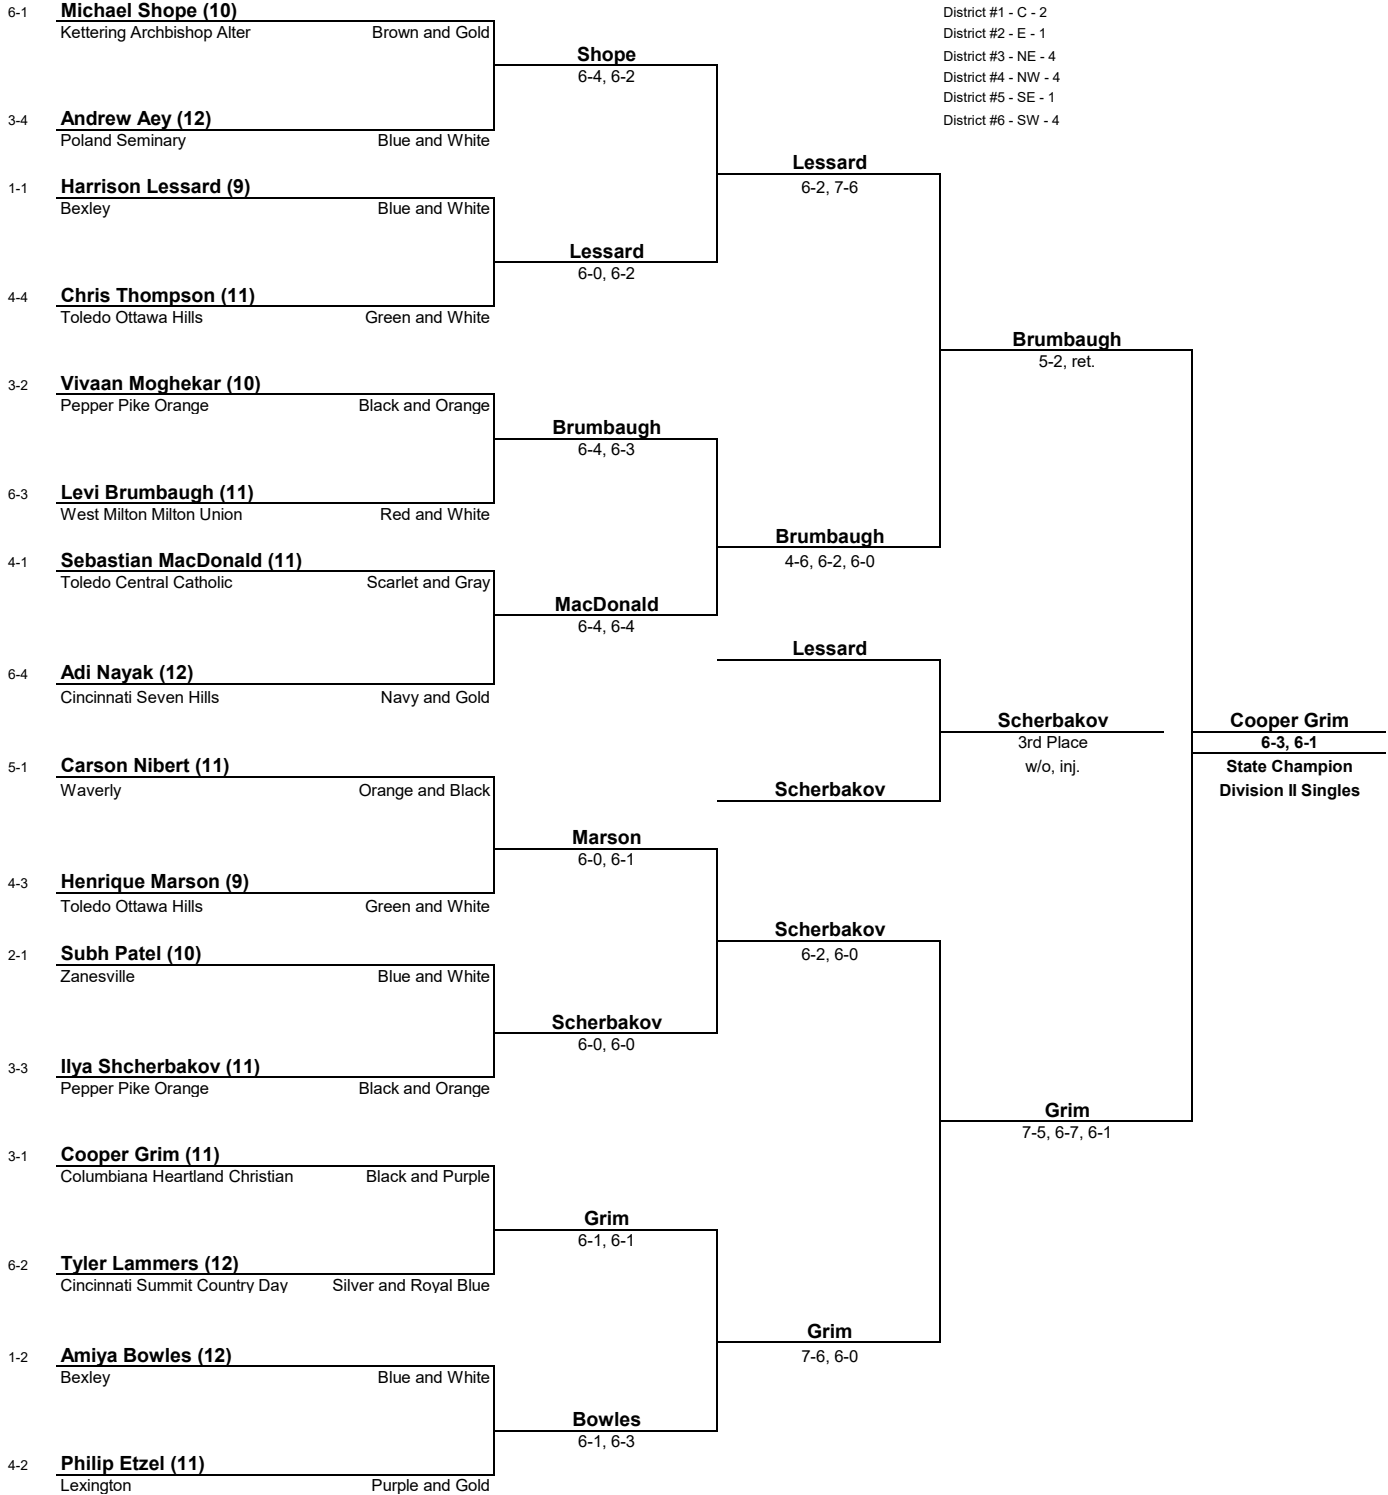 6-1 Michael Shope (10)
Kettering Archbishop Alter Brown and Gold
District #1 - C - 2
District #2 - E - 1
District #3 - NE - 4
District #4 - NW - 4
District #5 - SE - 1
District #6 - SW - 4
Shope
6-4, 6-2
3-4 Andrew Aey (12)
Poland Seminary Blue and White
Lessard
6-2, 7-6
1-1 Harrison Lessard (9)
Bexley Blue and White
Lessard
6-0, 6-2
4-4 Chris Thompson (11)
Toledo Ottawa Hills Green and White
Brumbaugh
5-2, ret.
3-2 Vivaan Moghekar (10)
Pepper Pike Orange Black and Orange
Brumbaugh
6-4, 6-3
6-3 Levi Brumbaugh (11)
West Milton Milton Union Red and White
Brumbaugh
4-6, 6-2, 6-0
4-1 Sebastian MacDonald (11)
Toledo Central Catholic Scarlet and Gray
MacDonald
6-4, 6-4
Lessard
6-4 Adi Nayak (12)
Cincinnati Seven Hills Navy and Gold
Scherbakov
3rd Place
w/o, inj.
Cooper Grim
6-3, 6-1
State Champion
Division II Singles
5-1 Carson Nibert (11)
Waverly Orange and Black
Scherbakov
Marson
6-0, 6-1
4-3 Henrique Marson (9)
Toledo Ottawa Hills Green and White
Scherbakov
6-2, 6-0
2-1 Subh Patel (10)
Zanesville Blue and White
Scherbakov
6-0, 6-0
3-3 Ilya Shcherbakov (11)
Pepper Pike Orange Black and Orange
Grim
7-5, 6-7, 6-1
3-1 Cooper Grim (11)
Columbiana Heartland Christian Black and Purple
Grim
6-1, 6-1
6-2 Tyler Lammers (12)
Cincinnati Summit Country Day Silver and Royal Blue
Grim
7-6, 6-0
1-2 Amiya Bowles (12)
Bexley Blue and White
Bowles
6-1, 6-3
4-2 Philip Etzel (11)
Lexington Purple and Gold